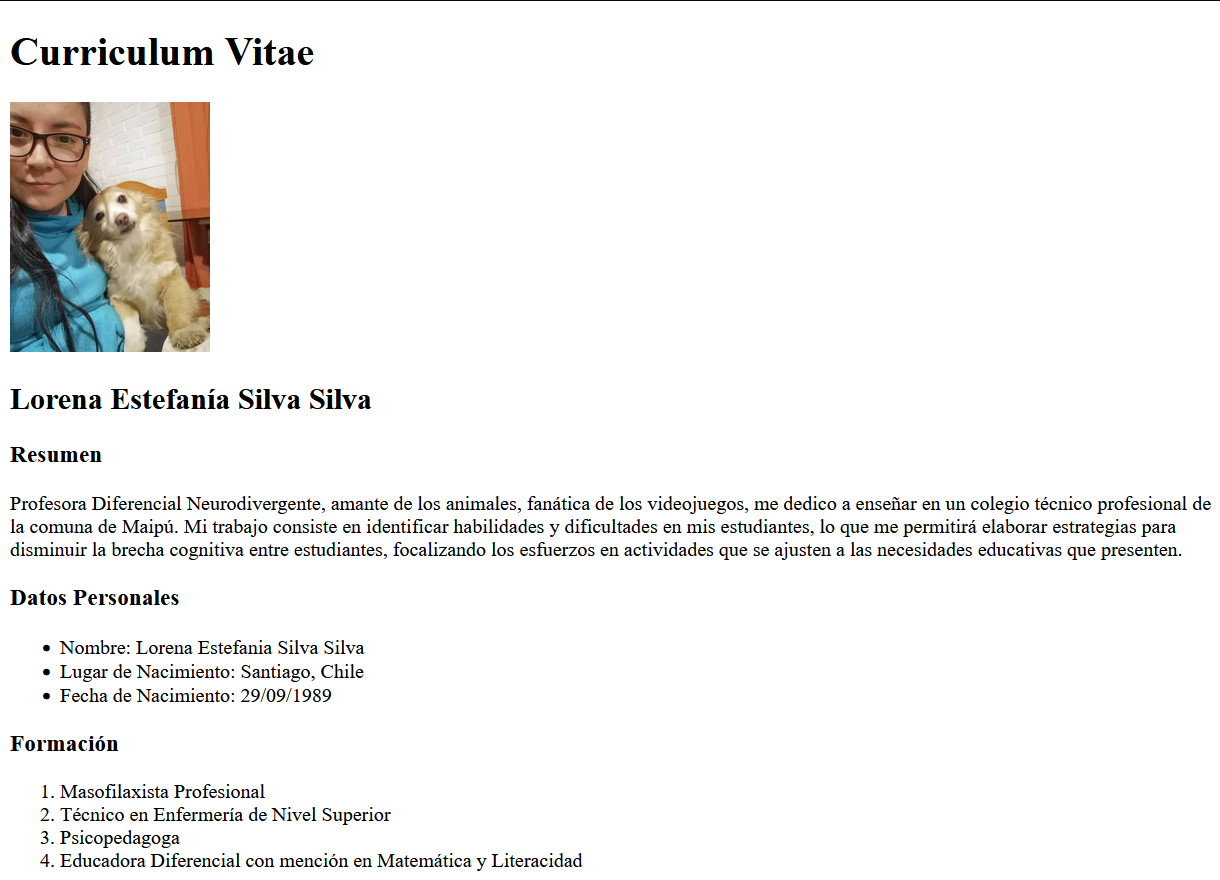 Curriculum Vitae
Lorena Estefanía Silva Silva
Resumen
Profesora Diferencial Neurodivergente, amante de los animales, fanática de los videojuegos, me dedico a enseñar en un colegio técnico profesional de
la comuna de Maipú. Mi trabajo consiste en identificar habilidades y dificultades en mis estudiantes, lo que me permitirá elaborar estrategias para
disminuir la brecha cognitiva entre estudiantes, focalizando los esfuerzos en actividades que se ajusten a las necesidades educativas que presenten.
Datos Personales
• Nombre: Lorena Estefania Silva Silva
• Lugar de Nacimiento: Santiago, Chile
• Fecha de Nacimiento: 29/09/1989
Formación
1. Masofilaxista Profesional
2. Técnico en Enfermería de Nivel Superior
3. Psicopedagoga
4. Educadora Diferencial con mención en Matemática y Literacidad